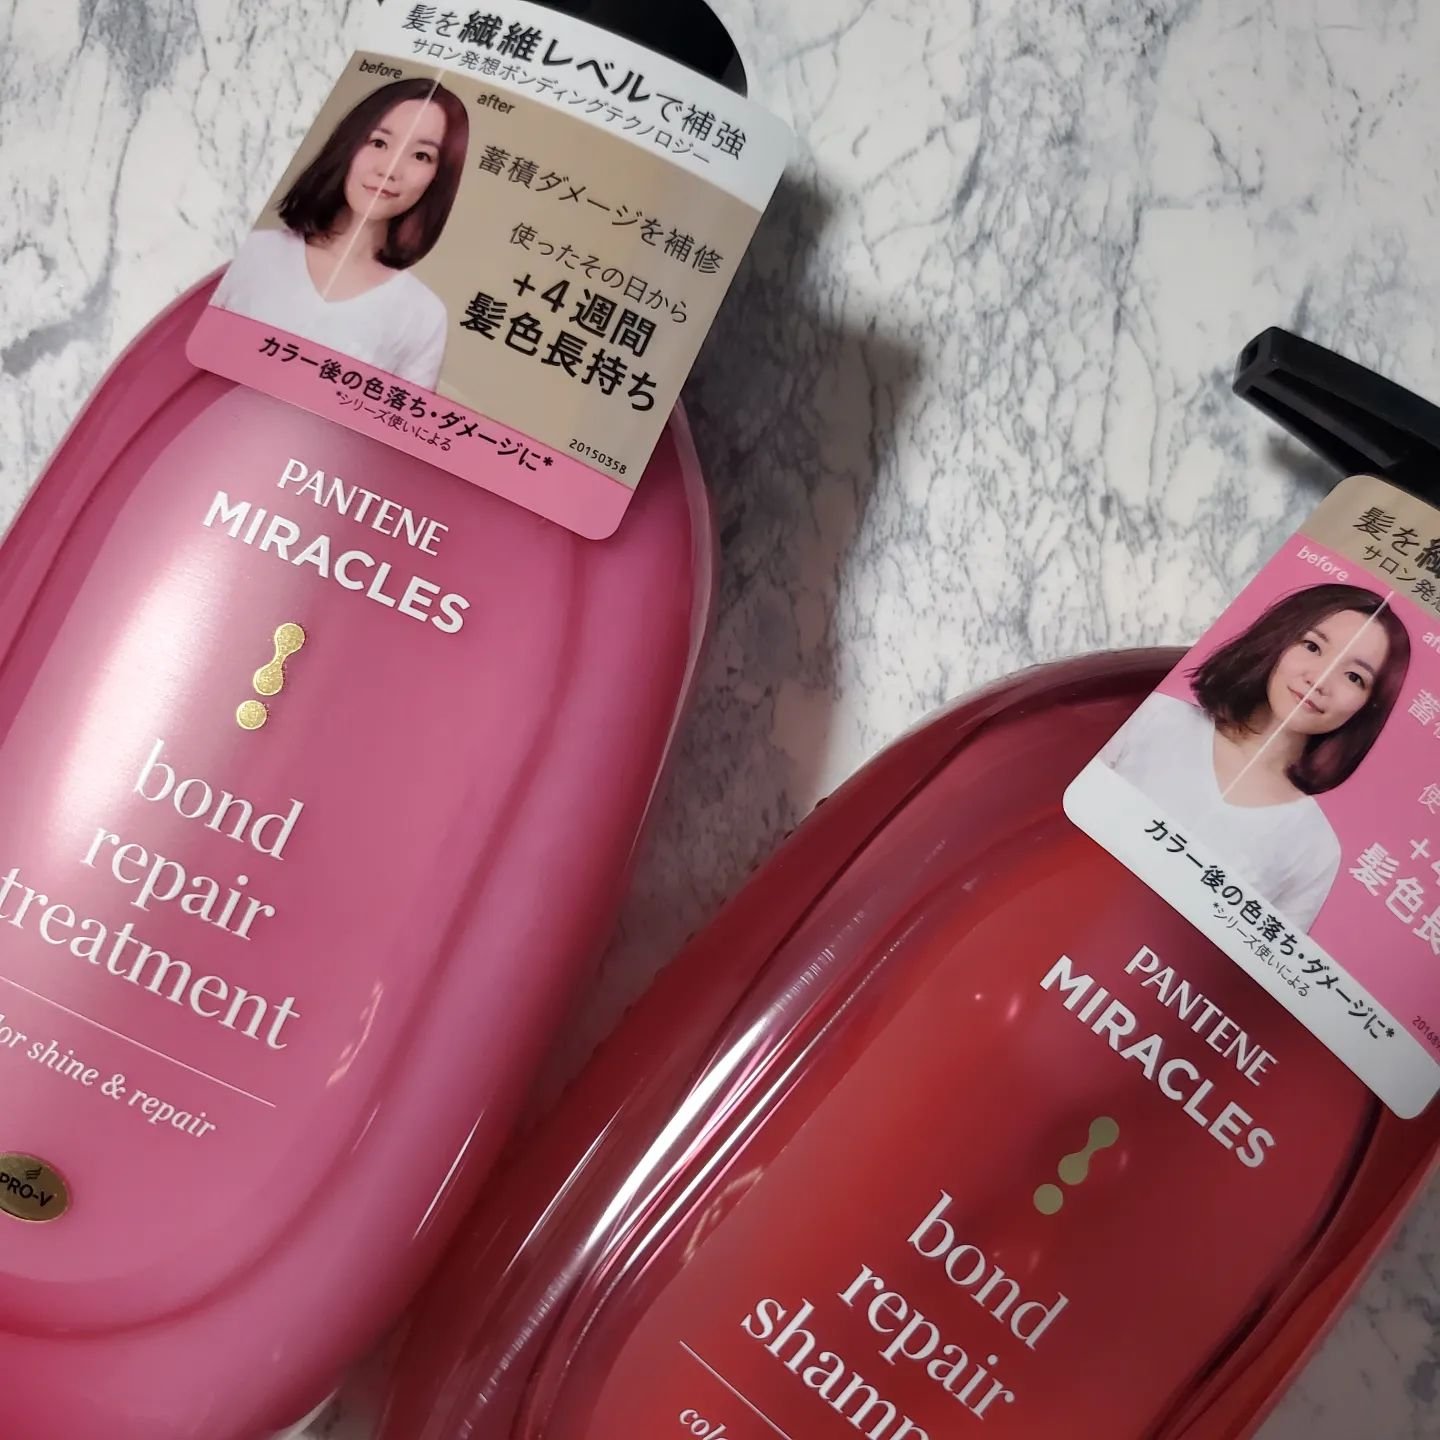 髪を繊維レベルで補強
サロン発想ボンディングテクノロジー
before
after
蓄積ダメージを補修
使ったその日から
+4週間
髪色長持ち
カラー後の色落ち・ダメージに*
*シリーズ使いによる
20150358
PANTENE
MIRACLES
bond
repair
treatment
lor shine & repair
PRO-V
髪を繊
サロン発想
before
af
蓄積
使
+4
髪色長
カラー後の色落ち・ダメージに*
*シリーズ使いによる
PANTENE
MIRACLES
bond
repair
shamp
colo